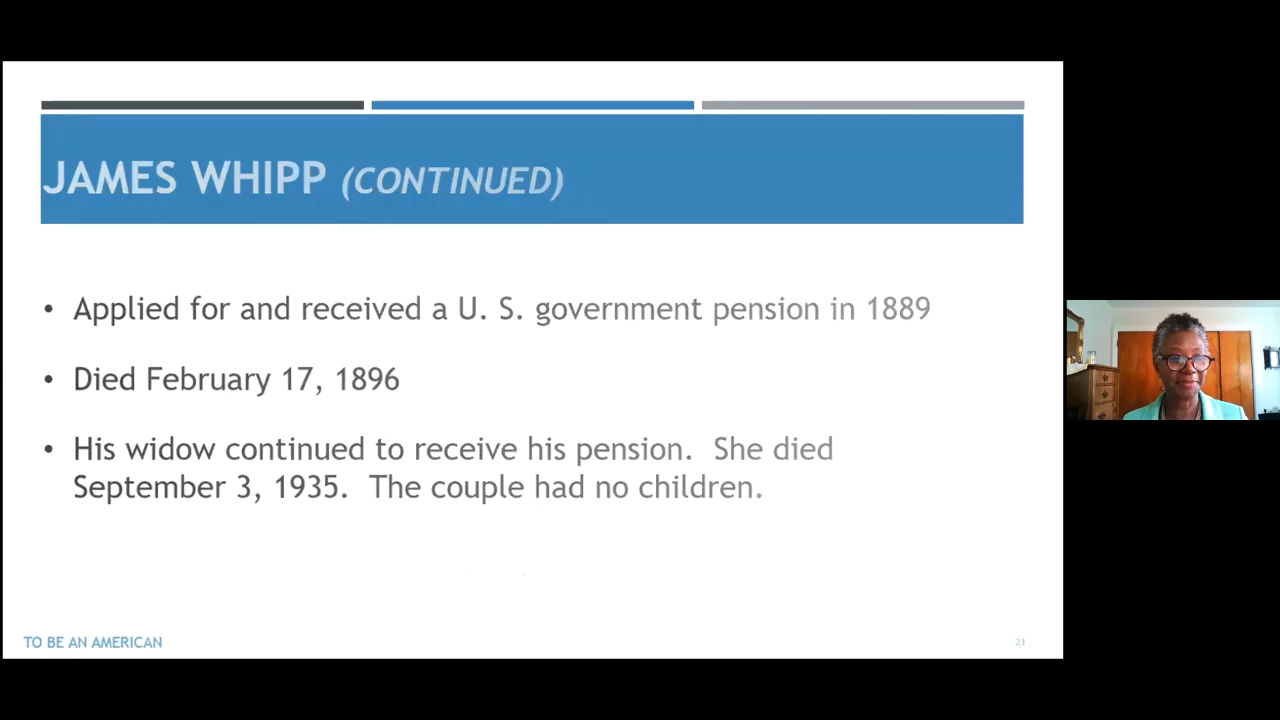 JAMES WHIPP (CONTINUED)
• Applied for and received a U. S. government pension in 1889
• Died February 17, 1896
• His widow continued to receive his pension.  She died
September 3, 1935.  The couple had no children.
TO BE AN AMERICAN
21